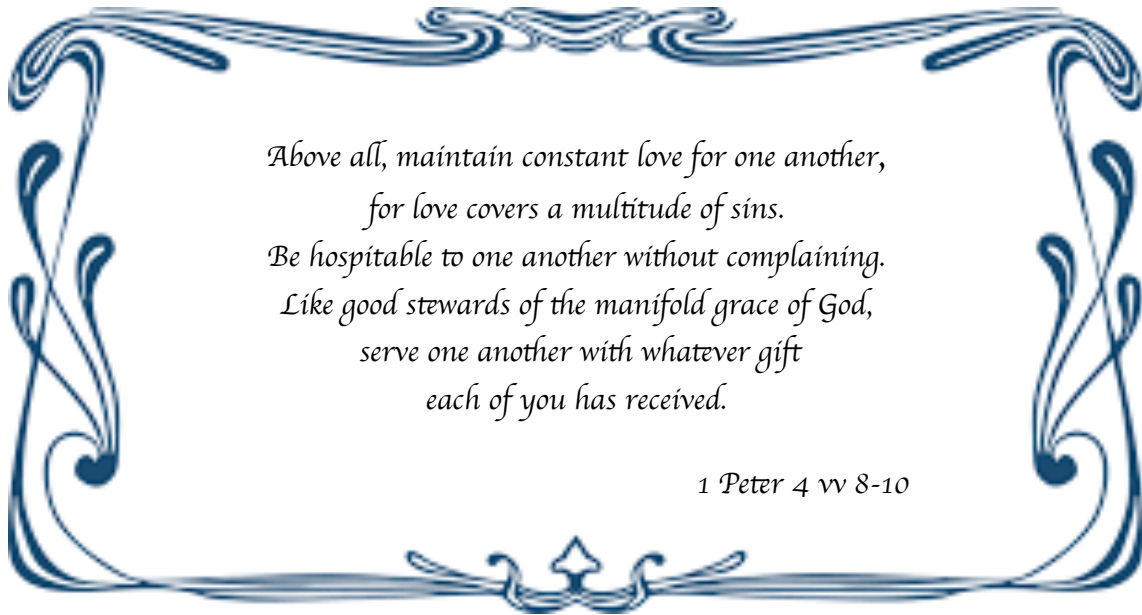 Above all, maintain constant love for one another,
for love covers a multitude of sins.
Be hospitable to one another without complaining.
Like good stewards of the manifold grace of God,
serve one another with whatever gift
each of you has received.
1 Peter 4 vv 8-10